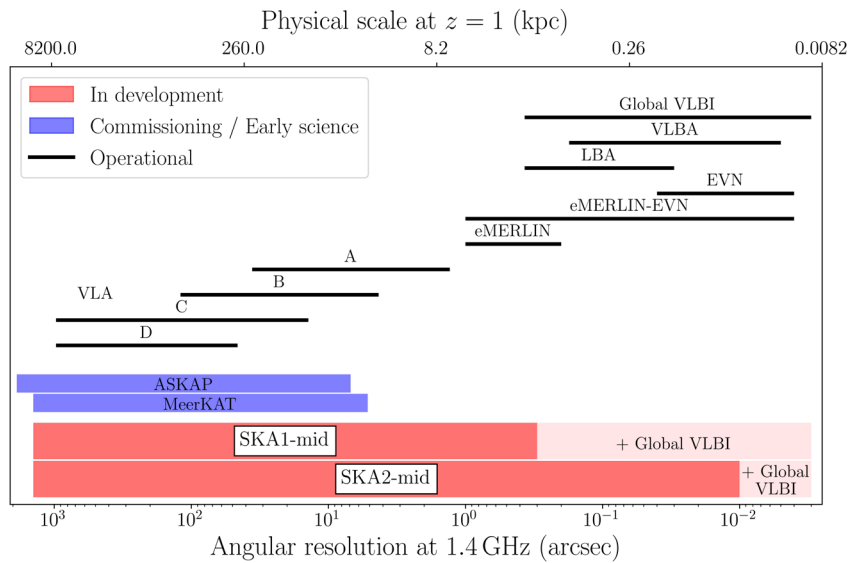 Physical scale at z = 1 (kpc)
8200.0 260.0 8.2 0.26 0.0082
In development
Commissioning / Early science
Operational
Global VLBI
VLBA
LBA
EVN
eMERLIN-EVN
eMERLIN
A
B
VLA
C
D
ASKAP
MeerKAT
SKA1-mid
+ Global VLBI
SKA2-mid
+ Global
VLBI
10³ 10² 10¹ 10⁰ 10⁻¹ 10⁻²
Angular resolution at 1.4 GHz (arcsec)